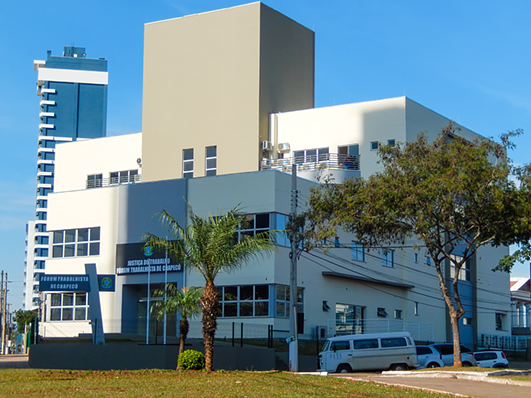 JUSTIÇA DO TRABALHO
FÓRUM TRABALHISTA DE CHAPECÓ
FÓRUM TRABALHISTA
DE CHAPECÓ